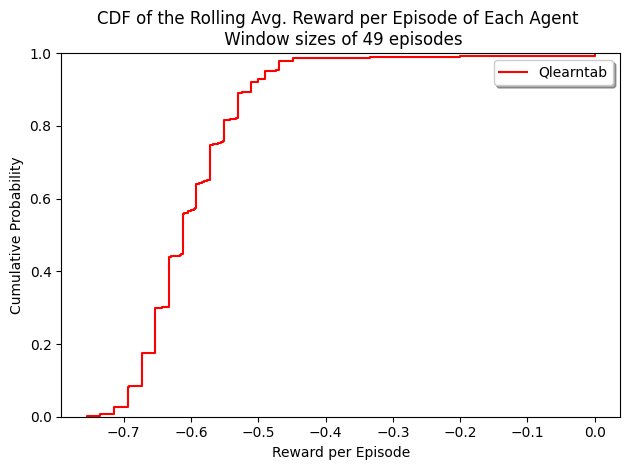 CDF of the Rolling Avg. Reward per Episode of Each Agent
Window sizes of 49 episodes
Qlearntab
1.0
0.8
0.6
0.4
0.2
0.0
Cumulative Probability
−0.7
−0.6
−0.5
−0.4
−0.3
−0.2
−0.1
0.0
Reward per Episode